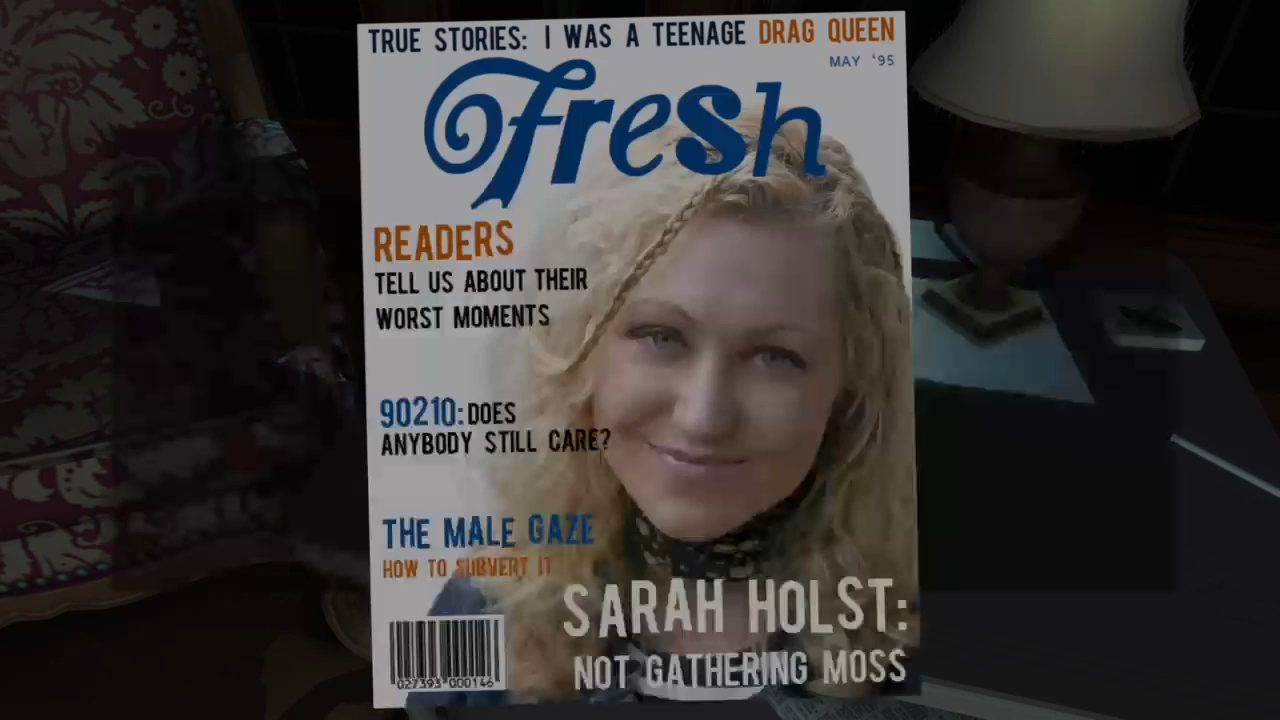 TRUE STORIES: I WAS A TEENAGE DRAG QUEEN
MAY '95
Fresh
READERS
TELL US ABOUT THEIR
WORST MOMENTS
90210: DOES
ANYBODY STILL CARE?
THE MALE GAZE
HOW TO SUBVERT IT
SARAH HOLST:
NOT GATHERING MOSS
027393 000146